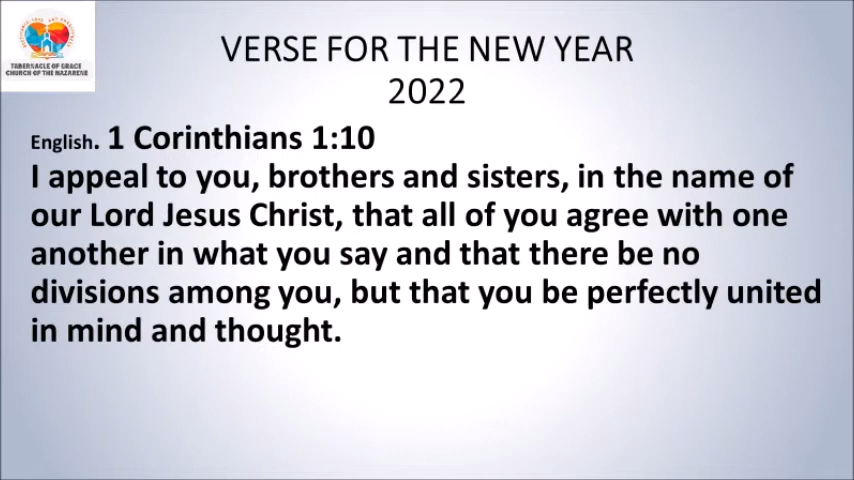 TABERNACLE OF GRACE
CHURCH OF THE NAZARENE
VERSE FOR THE NEW YEAR
2022
English. 1 Corinthians 1:10
I appeal to you, brothers and sisters, in the name of
our Lord Jesus Christ, that all of you agree with one
another in what you say and that there be no
divisions among you, but that you be perfectly united
in mind and thought.